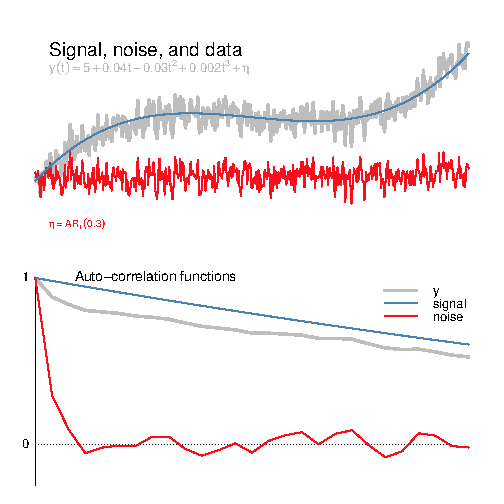 Signal, noise, and data
y(t) = 5 + 0.04t − 0.03t² + 0.002t³ + η
η = AR₁(0.3)
Auto−correlation functions
1
y
signal
noise
0